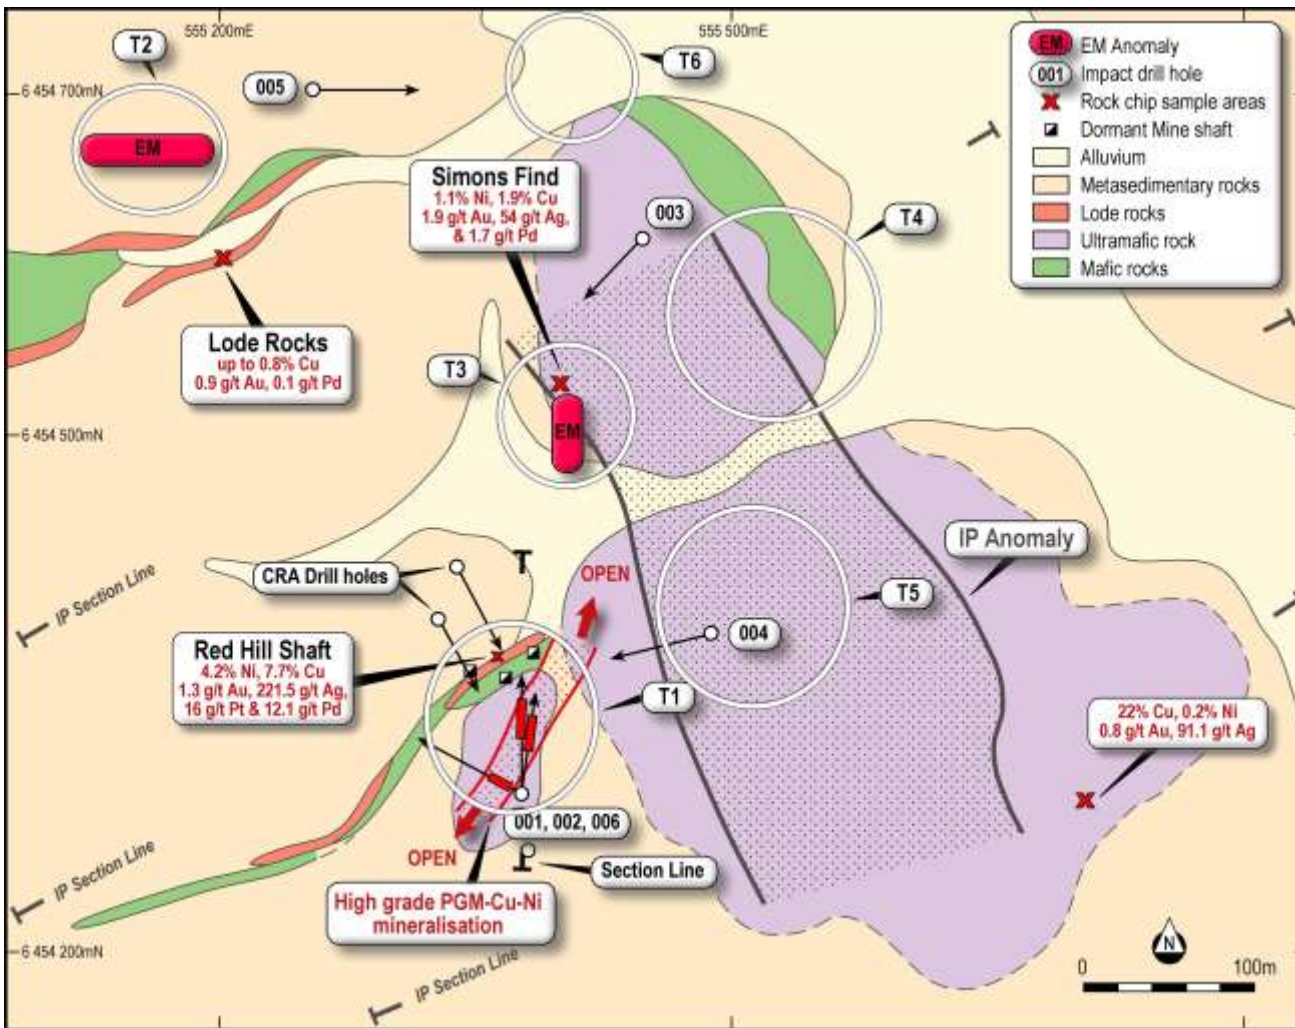 555 200mE
555 500mE
T2
T6
005
6 454 700mN
EM
EM
EM Anomaly
001
Impact drill hole
Rock chip sample areas
Dormant Mine shaft
Alluvium
Metasedimentary rocks
Lode rocks
Ultramafic rock
Mafic rocks
Simons Find
1.1% Ni, 1.9% Cu
1.9 g/t Au, 54 g/t Ag,
& 1.7 g/t Pd
003
T4
Lode Rocks
up to 0.8% Cu
0.9 g/t Au, 0.1 g/t Pd
T3
EM
6 454 500mN
IP Anomaly
CRA Drill holes
OPEN
IP Section Line
T5
004
Red Hill Shaft
4.2% Ni, 7.7% Cu
1.3 g/t Au, 221.5 g/t Ag,
16 g/t Pt & 12.1 g/t Pd
T1
22% Cu, 0.2% Ni
0.8 g/t Au, 91.1 g/t Ag
001, 002, 006
OPEN
Section Line
IP Section Line
High grade PGM-Cu-Ni
mineralisation
6 454 200mN
IP Section Line
N
0
100m